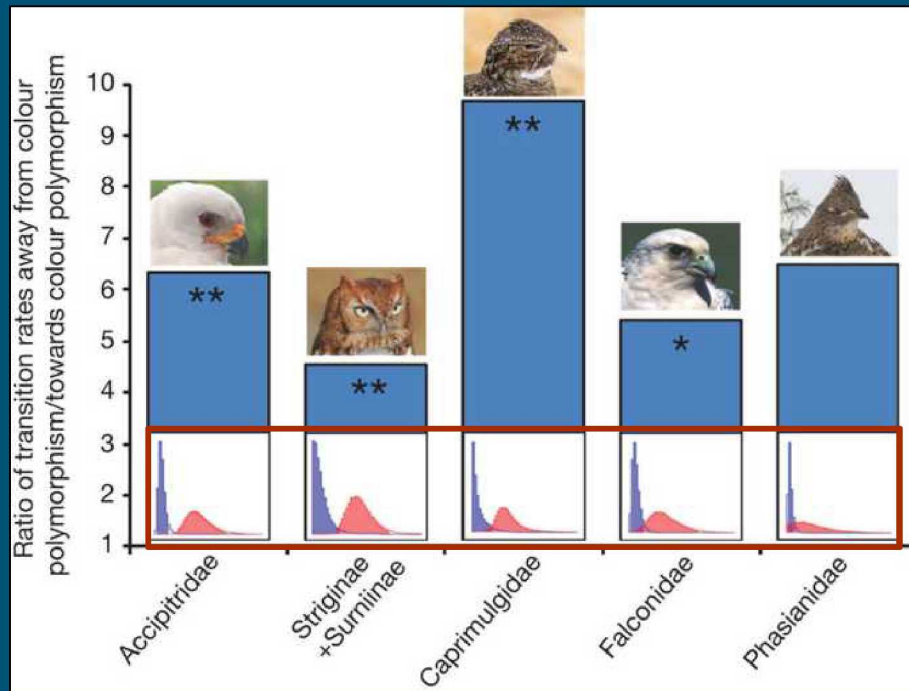 Ratio of transition rates away from colour
polymorphism/towards colour polymorphism
10
9
8
7
6
5
4
3
2
1
**
**
**
*
Accipitridae
Striginae
+Surniinae
Caprimulgidae
Falconidae
Phasianidae